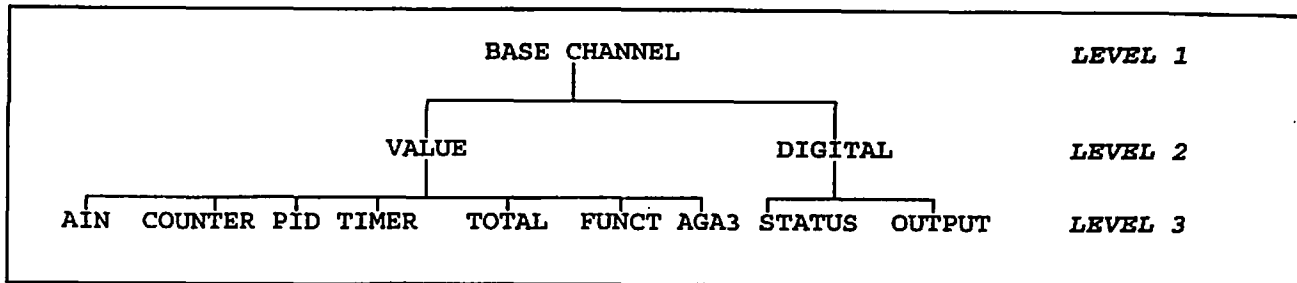 BASE CHANNEL LEVEL 1
VALUE DIGITAL LEVEL 2
AIN COUNTER PID TIMER TOTAL FUNCT AGA3 STATUS OUTPUT LEVEL 3